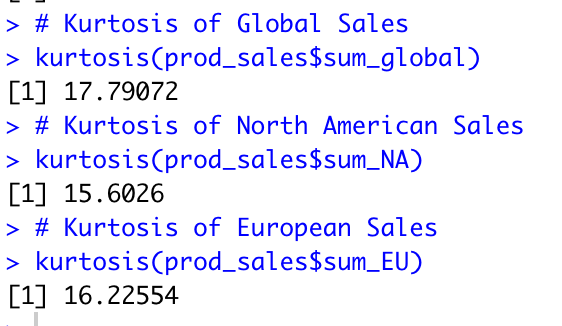 > # Kurtosis of Global Sales
> kurtosis(prod_sales$sum_global)
[1] 17.79072
> # Kurtosis of North American Sales
> kurtosis(prod_sales$sum_NA)
[1] 15.6026
> # Kurtosis of European Sales
> kurtosis(prod_sales$sum_EU)
[1] 16.22554